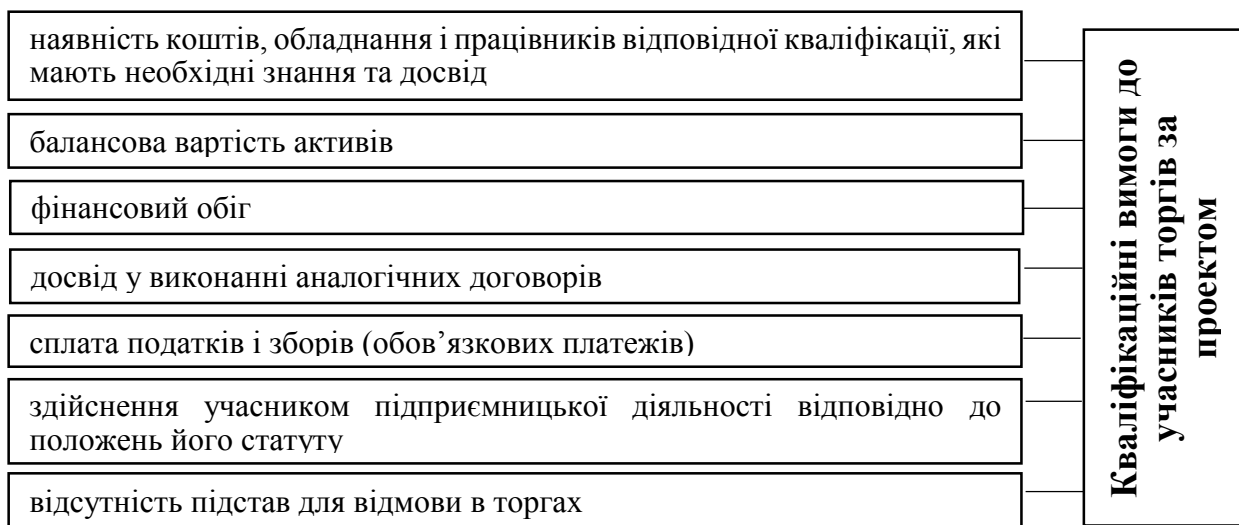 наявність коштів, обладнання і працівників відповідної кваліфікації, які
мають необхідні знання та досвід
балансова вартість активів
фінансовий обіг
досвід у виконанні аналогічних договорів
сплата податків і зборів (обов’язкових платежів)
здійснення учасником підприємницької діяльності відповідно до
положень його статуту
відсутність підстав для відмови в торгах
Кваліфікаційні вимоги до
учасників торгів за
проектом